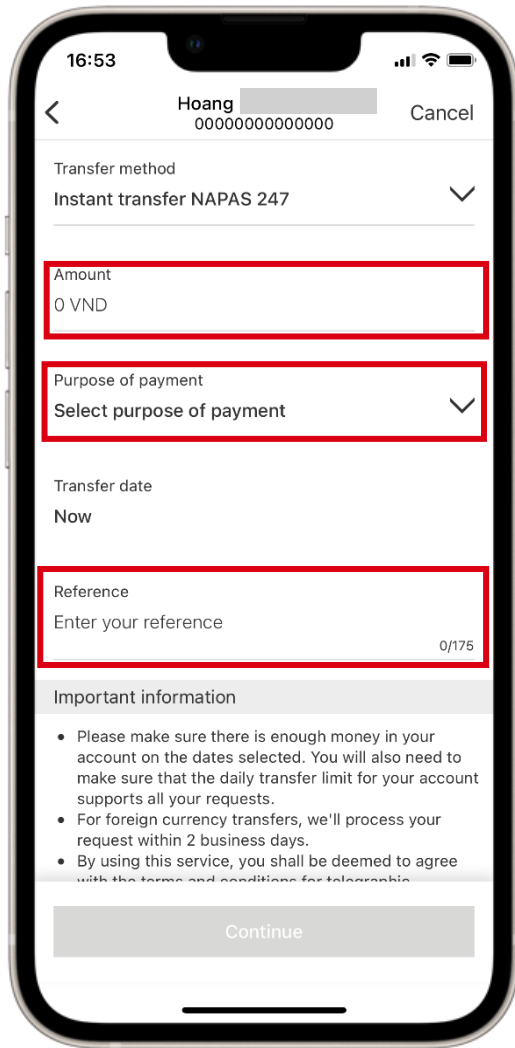 16:53
Hoang
00000000000000
Cancel
Transfer method
Instant transfer NAPAS 247
Amount
0 VND
Purpose of payment
Select purpose of payment
Transfer date
Now
Reference
Enter your reference
0/175
Important information
• Please make sure there is enough money in your
account on the dates selected. You will also need to
make sure that the daily transfer limit for your account
supports all your requests.
• For foreign currency transfers, we'll process your
request within 2 business days.
• By using this service, you shall be deemed to agree
with the terms and conditions for telegraphic
Continue